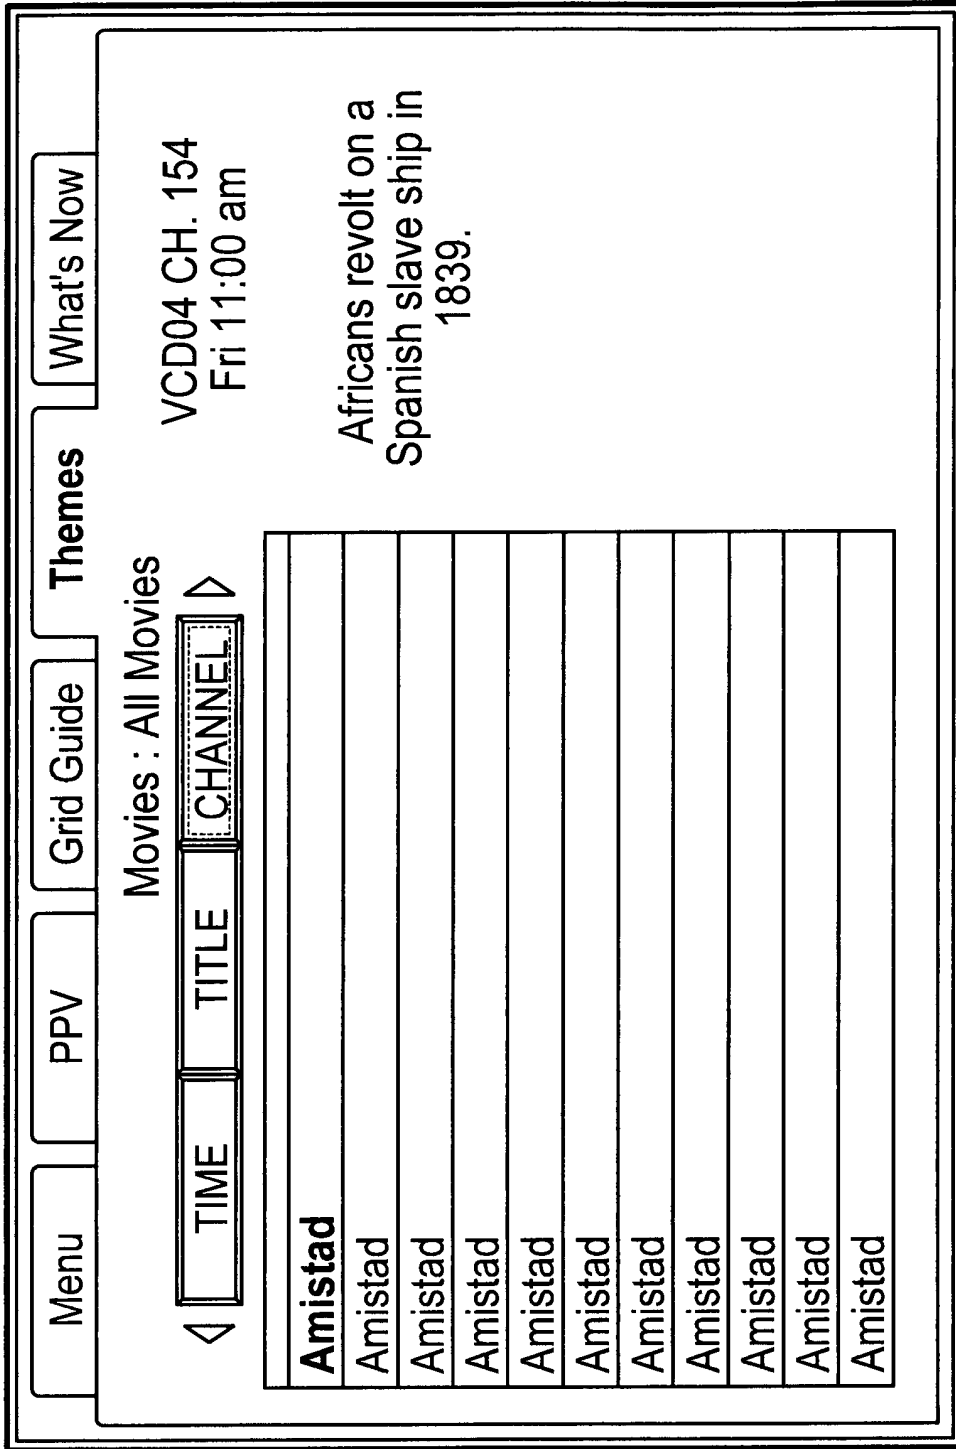 Menu
PPV
Grid Guide
Themes
What's Now
Movies : All Movies
TIME
TITLE
CHANNEL
VCD04 CH. 154
Fri 11:00 am
Africans revolt on a
Spanish slave ship in
1839.
Amistad
Amistad
Amistad
Amistad
Amistad
Amistad
Amistad
Amistad
Amistad
Amistad
Amistad